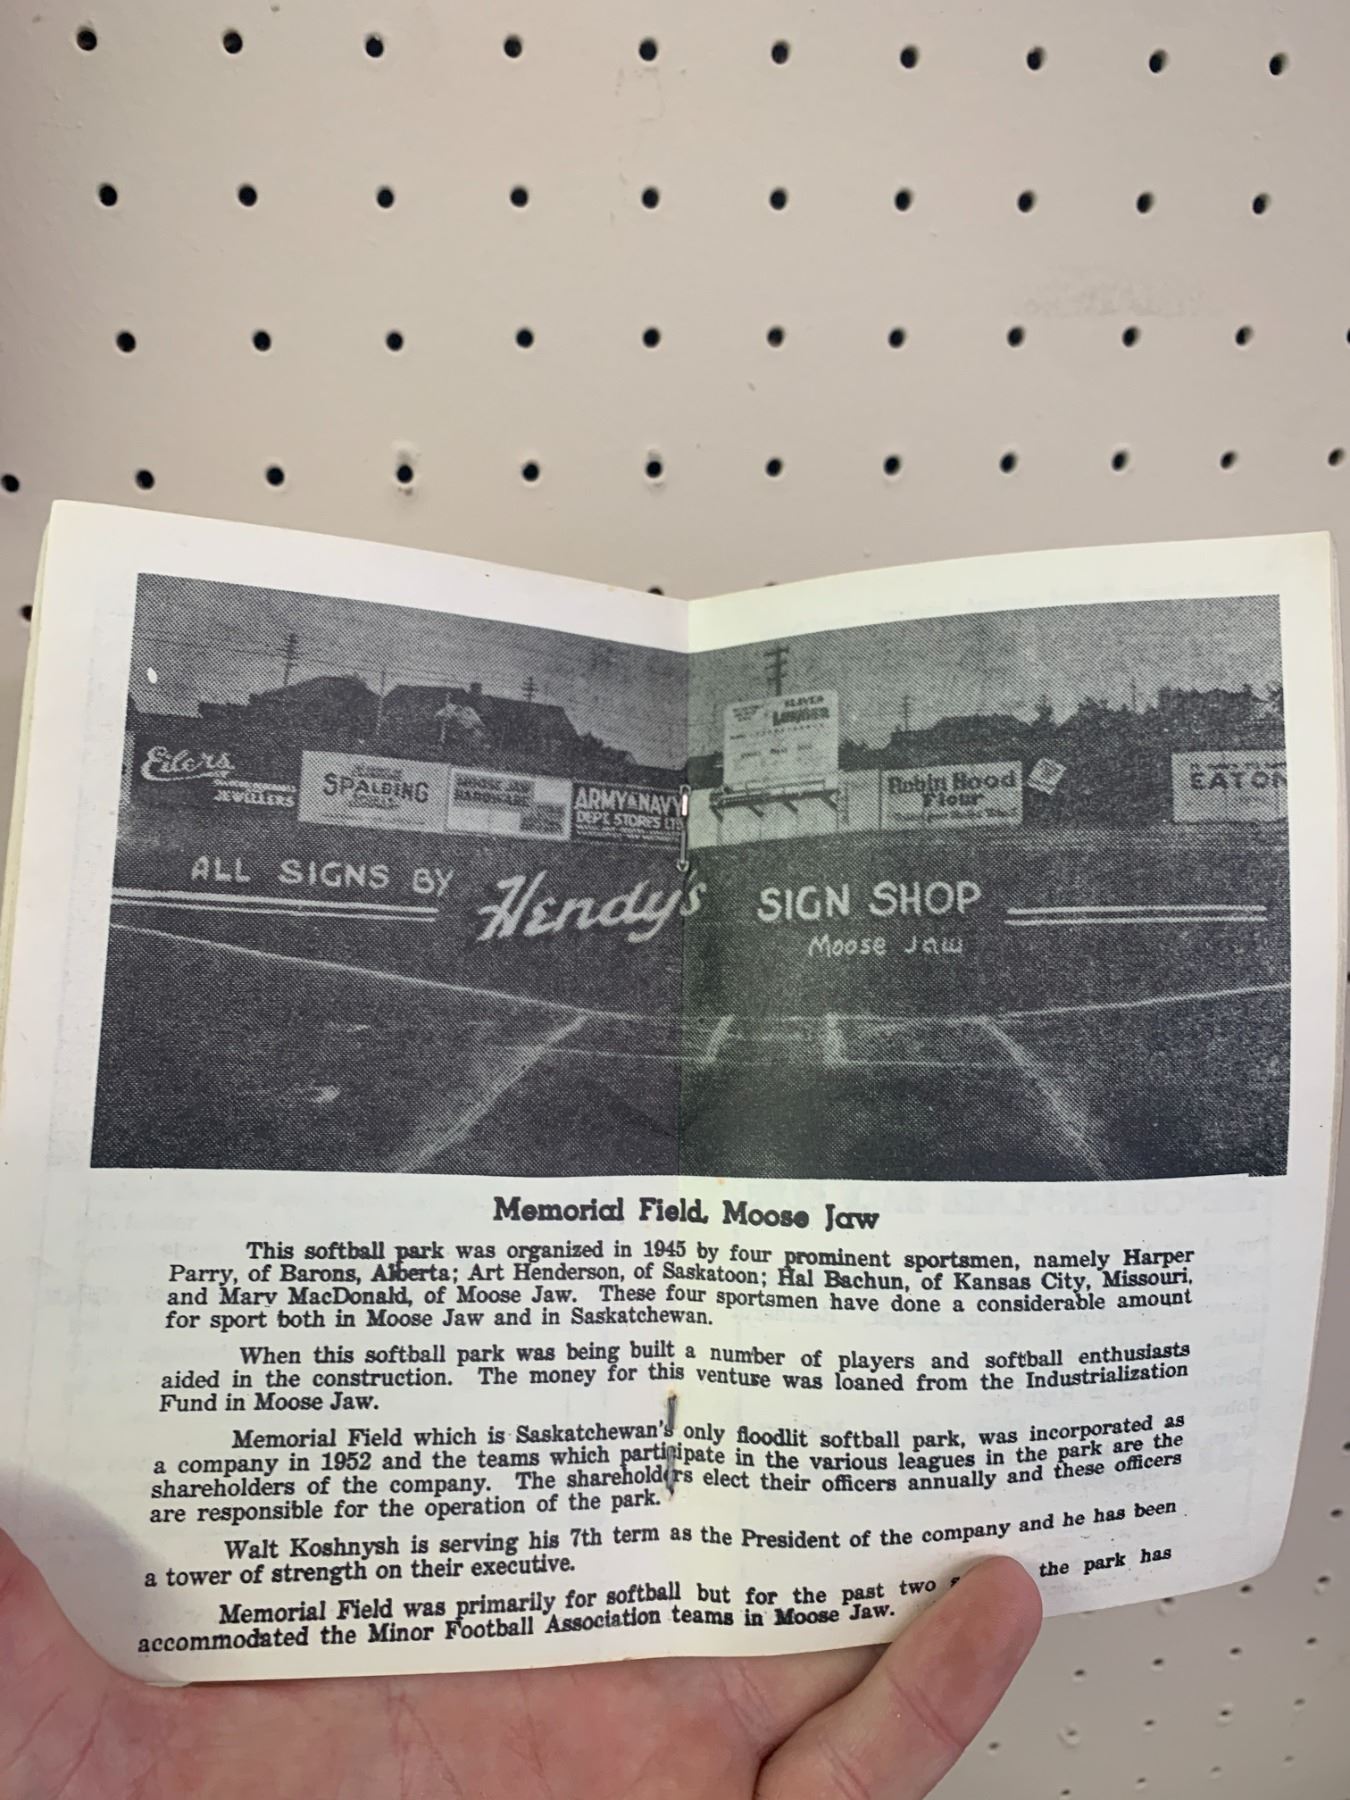 Eilers
JEWELLERS
SPALDING
MOOSE JAW
HARDWARE
ARMY & NAVY
DEPT. STORES LTD
LUMBER
Robin Hood
Flour
EATON
ALL SIGNS BY Hendy's SIGN SHOP
Moose Jaw
Memorial Field, Moose Jaw
This softball park was organized in 1945 by four prominent sportsmen, namely Harper
Parry, of Barons, Alberta; Art Henderson, of Saskatoon; Hal Bachun, of Kansas City, Missouri,
and Mary MacDonald, of Moose Jaw. These four sportsmen have done a considerable amount
for sport both in Moose Jaw and in Saskatchewan.
When this softball park was being built a number of players and softball enthusiasts
aided in the construction. The money for this venture was loaned from the Industrialization
Fund in Moose Jaw.
Memorial Field which is Saskatchewan's only floodlit softball park, was incorporated as
a company in 1952 and the teams which participate in the various leagues in the park are the
shareholders of the company. The shareholders elect their officers annually and these officers
are responsible for the operation of the park.
Walt Koshnysh is serving his 7th term as the President of the company and he has been
a tower of strength on their executive.
Memorial Field was primarily for softball but for the past two the park has
accommodated the Minor Football Association teams in Moose Jaw.